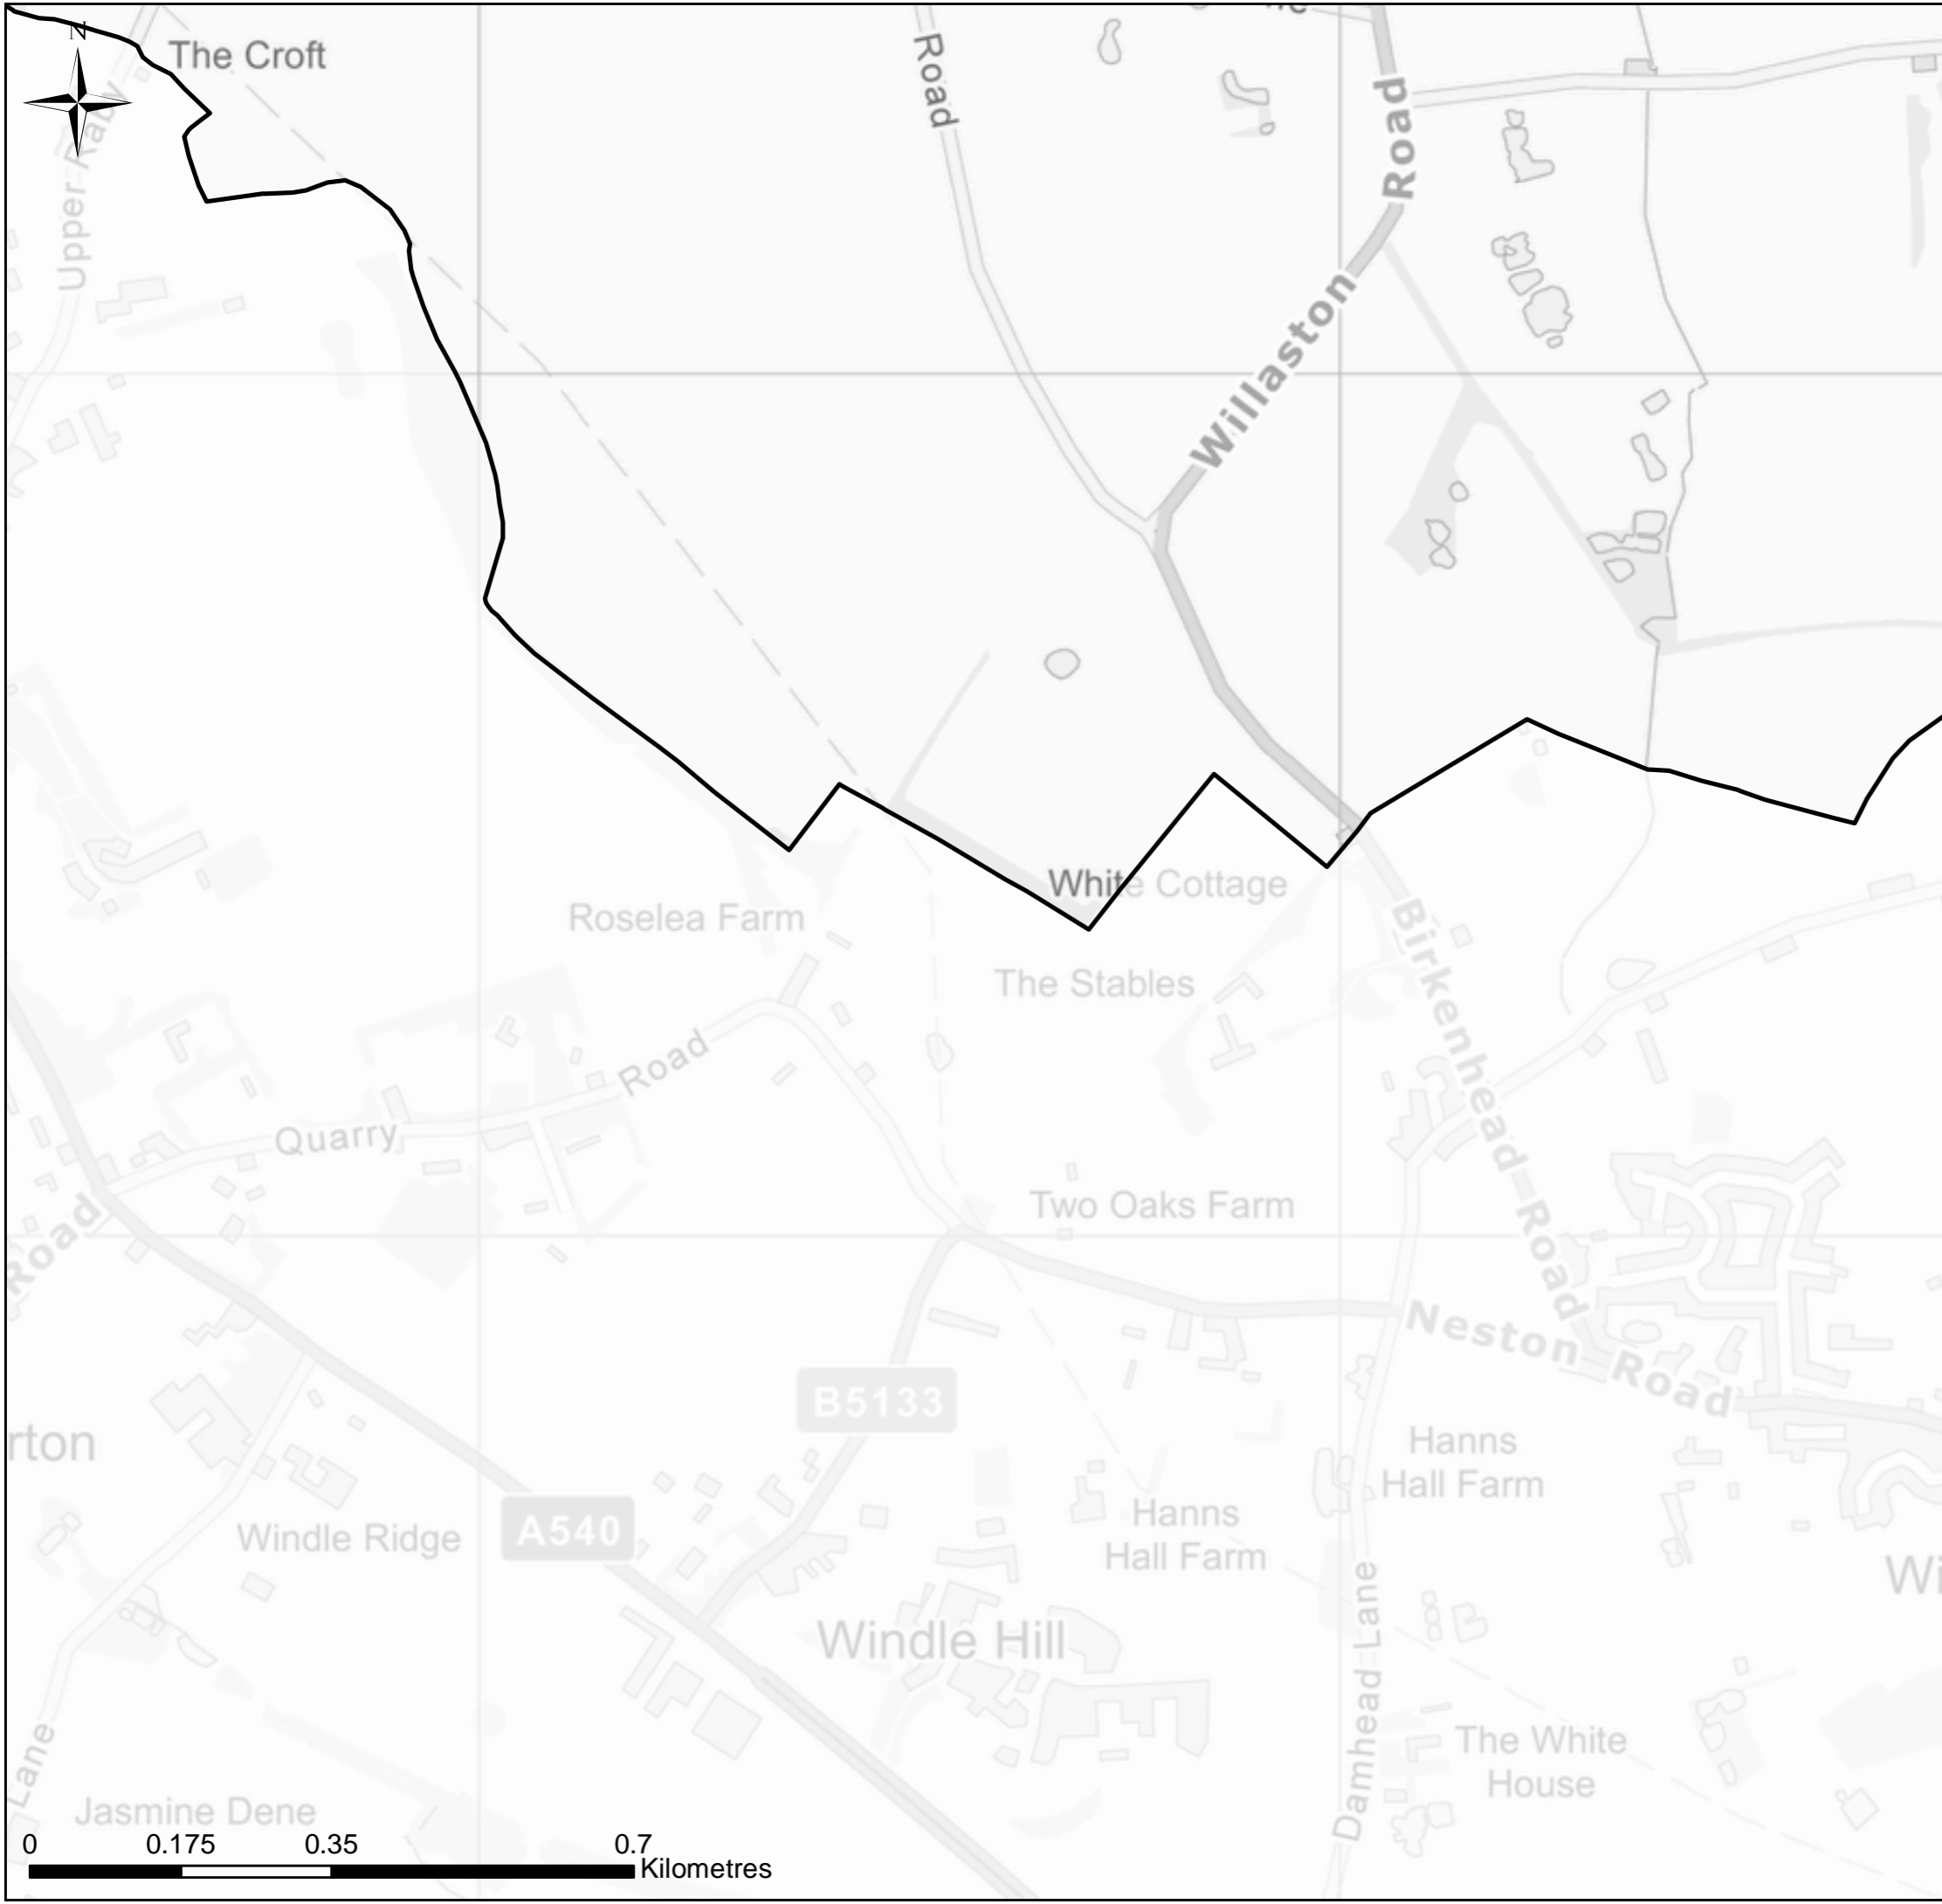 N
The Croft
Road
Road
Upper Raby
Willaston
White Cottage
Roselea Farm
The Stables
Birkenhead Road
Road
Quarry
Two Oaks Farm
Road
Neston Road
B5133
rton
Hanns
Hall Farm
Hanns
Hall Farm
Windle Ridge
A540
Wi
Windle Hill
Damhead Lane
The White
House
Lane
Jasmine Dene
0 0.175 0.35 0.7
Kilometres